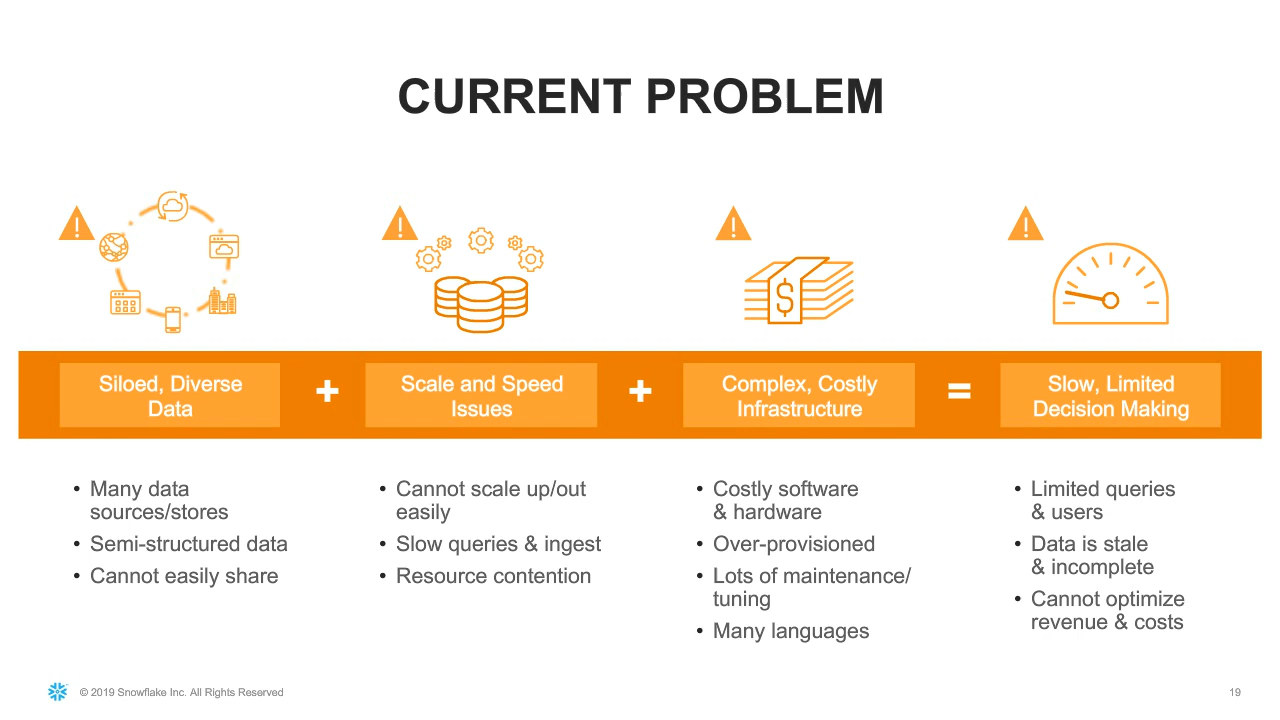 CURRENT PROBLEM
Siloed, Diverse
Data
+
Scale and Speed
Issues
+
Complex, Costly
Infrastructure
=
Slow, Limited
Decision Making
• Many data
sources/stores
• Semi-structured data
• Cannot easily share
• Cannot scale up/out
easily
• Slow queries & ingest
• Resource contention
• Costly software
& hardware
• Over-provisioned
• Lots of maintenance/
tuning
• Many languages
• Limited queries
& users
• Data is stale
& incomplete
• Cannot optimize
revenue & costs
© 2019 Snowflake Inc. All Rights Reserved
19